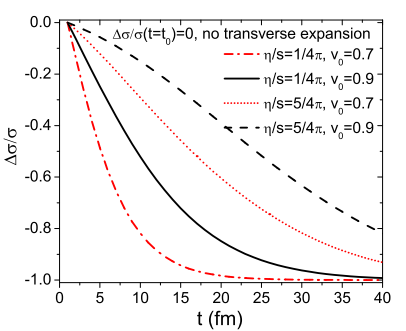 Δσ/σ(t=t₀)=0, no transverse expansion
η/s=1/4π, v₀=0.7
η/s=1/4π, v₀=0.9
η/s=5/4π, v₀=0.7
η/s=5/4π, v₀=0.9
Δσ/σ
0.0
-0.2
-0.4
-0.6
-0.8
-1.0
0 5 10 15 20 25 30 35 40
t (fm)